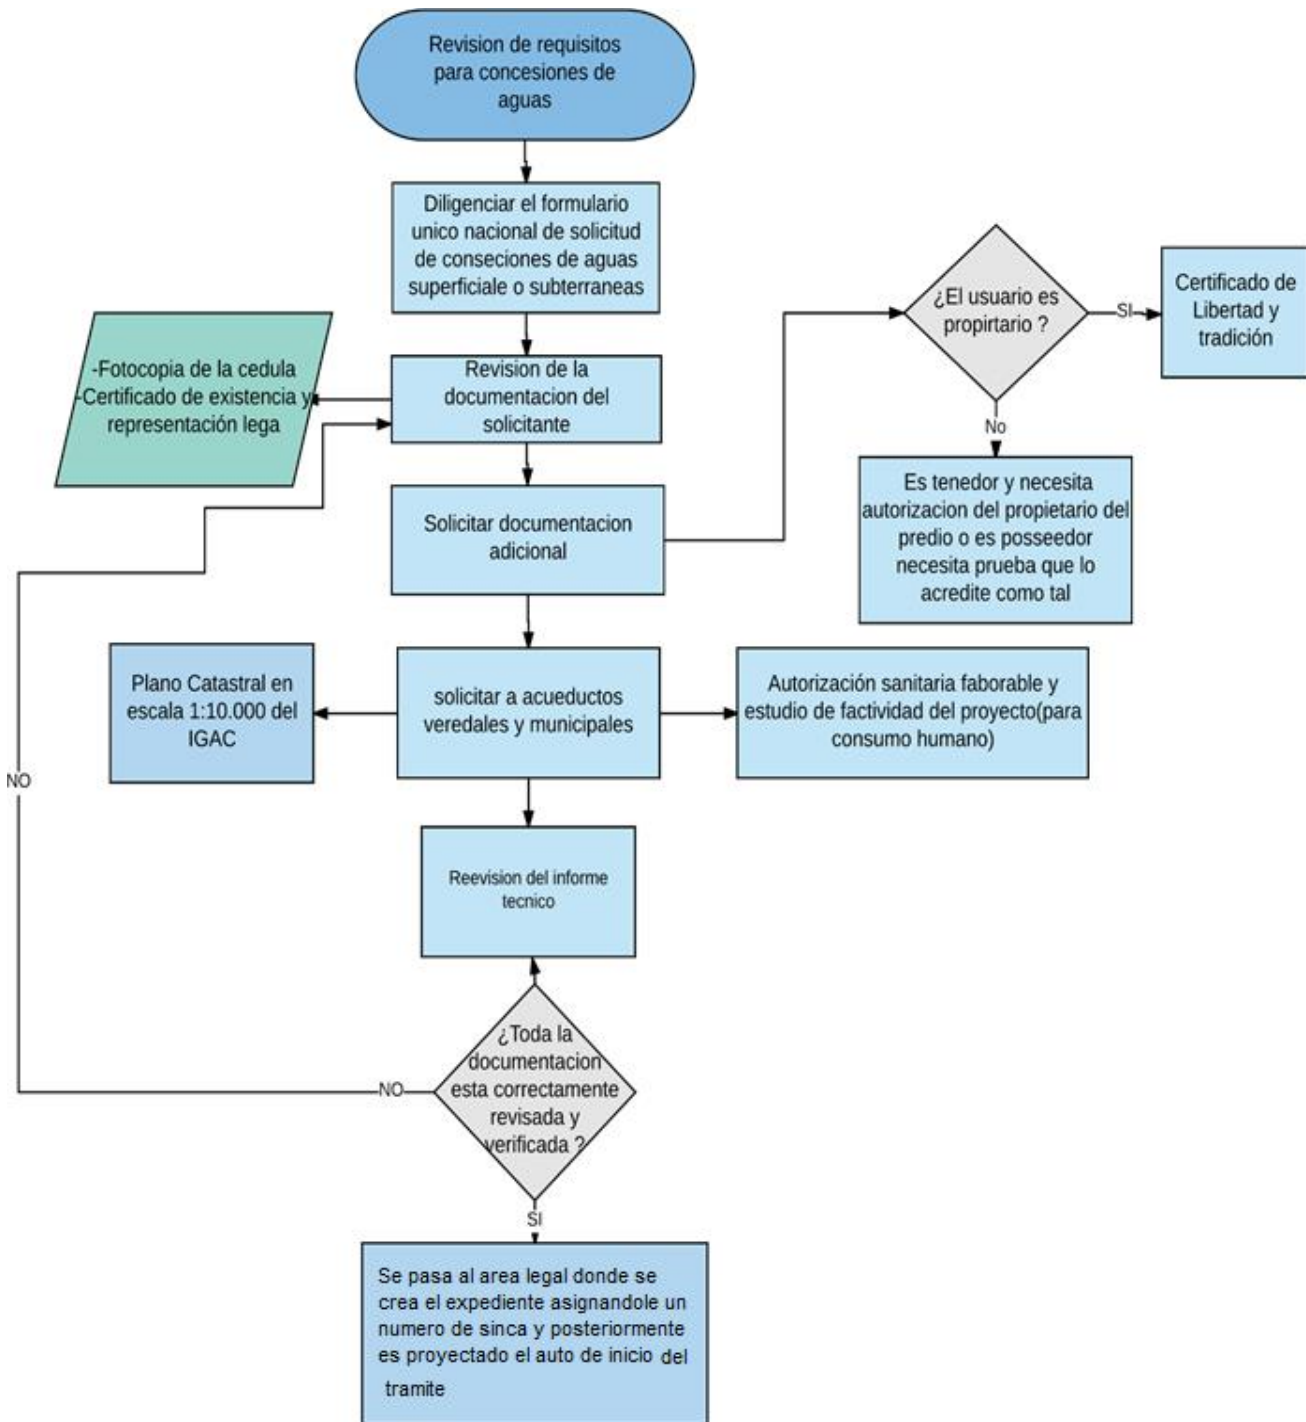 Revision de requisitos
para concesiones de
aguas
Diligenciar el formulario
unico nacional de solicitud
de conseciones de aguas
superficiale o subterraneas
¿El usuario es
propirtario ?
SI
Certificado de
Libertad y
tradición
-Fotocopia de la cedula
-Certificado de existencia y
representación lega
Revision de la
documentacion del
solicitante
No
Es tenedor y necesita
autorizacion del propietario del
predio o es posseedor
necesita prueba que lo
acredite como tal
Solicitar documentacion
adicional
Plano Catastral en
escala 1:10.000 del
IGAC
solicitar a acueductos
veredales y municipales
Autorización sanitaria faborable y
estudio de factividad del proyecto(para
consumo humano)
NO
Reevision del informe
tecnico
¿Toda la
documentacion
esta correctamente
revisada y
verificada ?
NO
SI
Se pasa al area legal donde se
crea el expediente asignandole un
numero de sinca y posteriormente
es proyectado el auto de inicio del
tramite